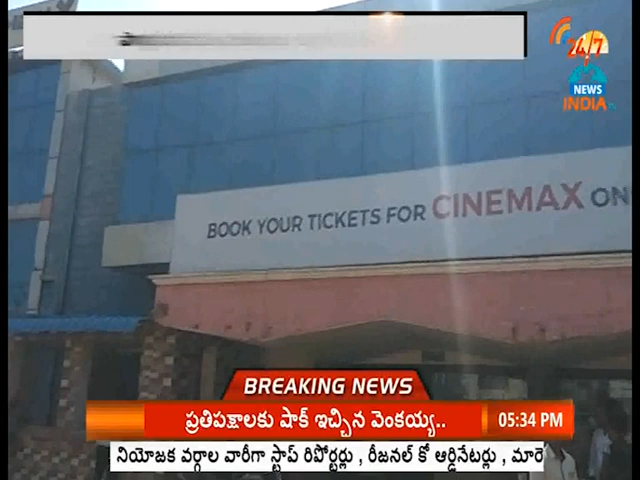 24/7
NEWS
INDIA
BOOK YOUR TICKETS FOR CINEMAX ON
BREAKING NEWS
ప్రతిపక్షాలకు షాక్ ఇచ్చిన వెంకయ్య..
05:34 PM
నియోజక వర్గాల వారీగా స్టాప్ రిపోర్టర్లు , రీజనల్ కో ఆర్డినేటర్లు , మార